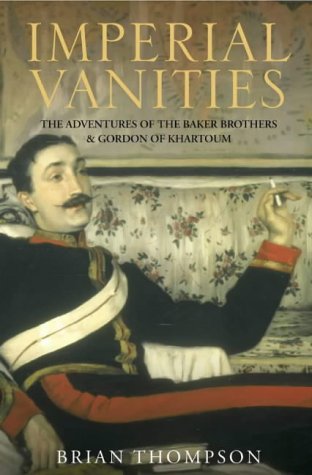 IMPERIAL
VANITIES
THE ADVENTURES OF THE BAKER BROTHERS
& GORDON OF KHARTOUM
BRIAN THOMPSON